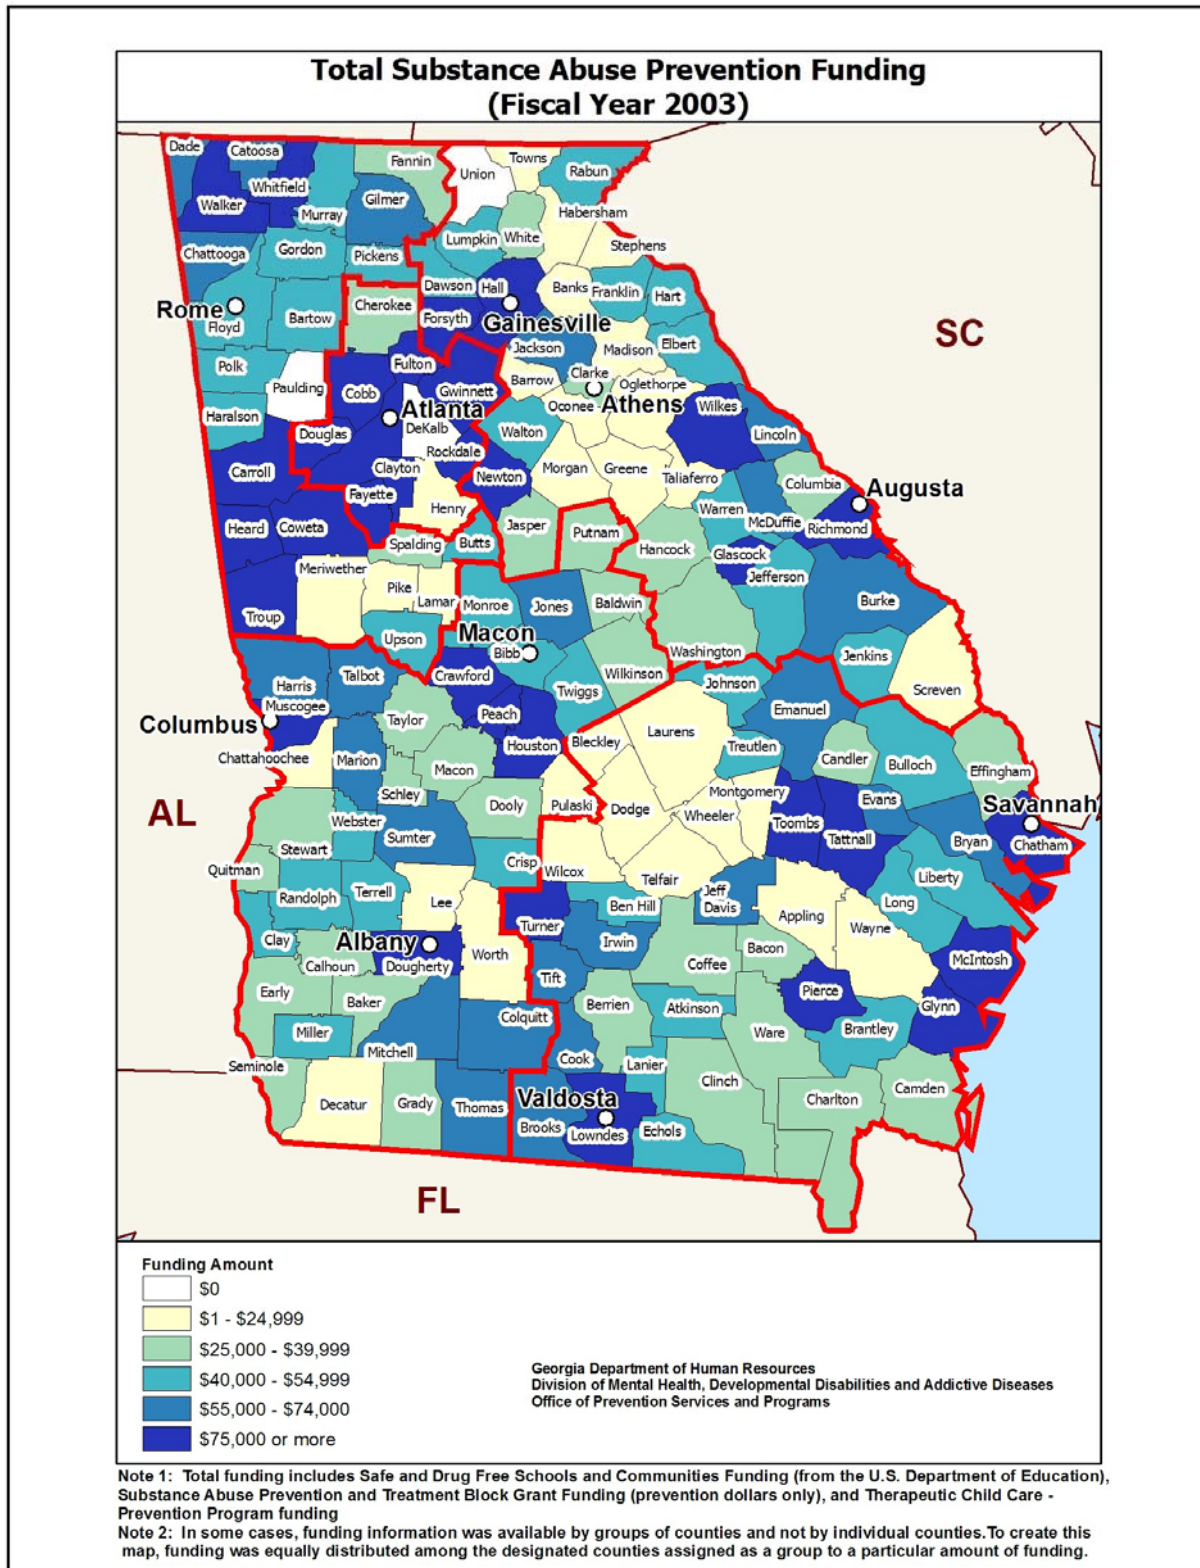 Total Substance Abuse Prevention Funding
(Fiscal Year 2003)
Dade
Catoosa
Fannin
Towns
Union
Rabun
Whitfield
Walker
Murray
Gilmer
Habersham
Lumpkin
White
Stephens
Chattooga
Gordon
Pickens
Dawson
Hall
Banks
Franklin
Hart
Rome
Floyd
Bartow
Cherokee
Forsyth
Gainesville
SC
Jackson
Madison
Elbert
Polk
Fulton
Paulding
Cobb
Gwinnett
Barrow
Clarke
Oglethorpe
Haralson
Atlanta
Oconee
Athens
Wilkes
DeKalb
Douglas
Walton
Lincoln
Rockdale
Carroll
Clayton
Newton
Morgan
Greene
Taliaferro
Columbia
Augusta
Fayette
Henry
Warren
McDuffie
Richmond
Heard
Coweta
Jasper
Putnam
Spalding
Butts
Hancock
Glascock
Jefferson
Meriwether
Pike
Lamar
Monroe
Jones
Baldwin
Burke
Troup
Upson
Macon
Bibb
Washington
Jenkins
Wilkinson
Crawford
Twiggs
Johnson
Screven
Harris
Talbot
Muscogee
Columbus
Taylor
Peach
Emanuel
Houston
Bleckley
Laurens
Treutlen
Chattahoochee
Marion
Macon
Candler
Bulloch
Effingham
Schley
Dooly
Pulaski
Dodge
Montgomery
Wheeler
Toombs
Evans
Savannah
AL
Webster
Sumter
Tattnall
Bryan
Chatham
Stewart
Crisp
Wilcox
Quitman
Telfair
Liberty
Randolph
Terrell
Lee
Ben Hill
Jeff
Davis
Appling
Long
Turner
Wayne
Clay
Albany
Irwin
Calhoun
Dougherty
Worth
Coffee
Bacon
McIntosh
Tift
Early
Baker
Pierce
Berrien
Atkinson
Glynn
Colquitt
Miller
Ware
Brantley
Mitchell
Cook
Lanier
Seminole
Clinch
Camden
Decatur
Grady
Thomas
Valdosta
Charlton
Brooks
Lowndes
Echols
FL
Funding Amount
$0
$1 - $24,999
$25,000 - $39,999
$40,000 - $54,999
$55,000 - $74,000
$75,000 or more
Georgia Department of Human Resources
Division of Mental Health, Developmental Disabilities and Addictive Diseases
Office of Prevention Services and Programs
Note 1:  Total funding includes Safe and Drug Free Schools and Communities Funding (from the U.S. Department of Education),
Substance Abuse Prevention and Treatment Block Grant Funding (prevention dollars only), and Therapeutic Child Care -
Prevention Program funding
Note 2:  In some cases, funding information was available by groups of counties and not by individual counties.To create this
map, funding was equally distributed among the designated counties assigned as a group to a particular amount of funding.